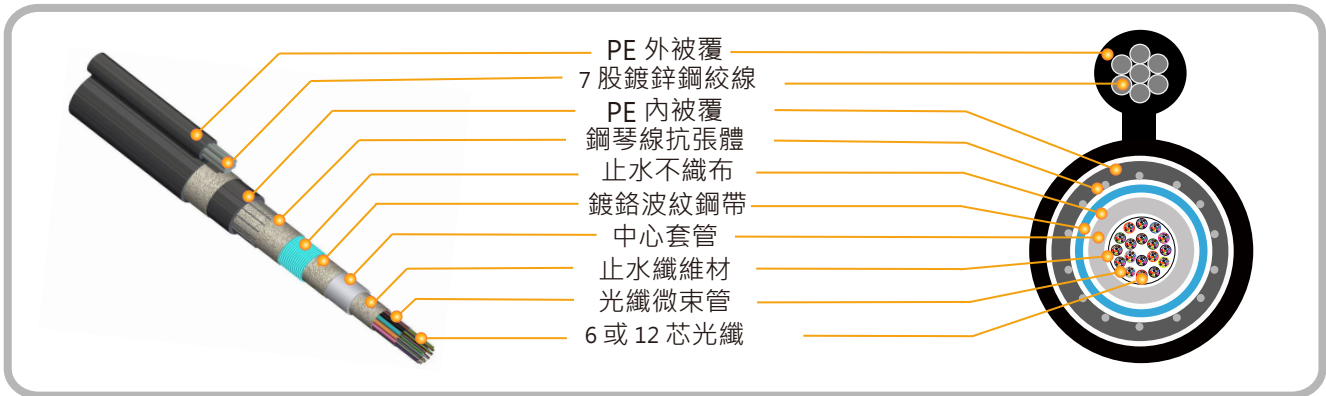 PE 外被覆
7 股鍍鋅鋼絞線
PE 內被覆
鋼琴線抗張體
止水不織布
鍍鉻波紋鋼帶
中心套管
止水纖維材
光纖微束管
6 或 12 芯光纖